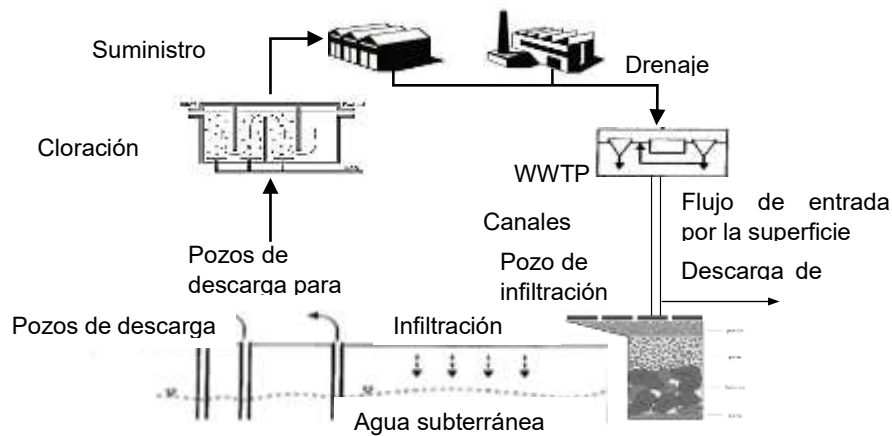 Suministro
Drenaje
Cloración
WWTP
Flujo de entrada
por la superficie
Canales
Pozos de
descarga para
Pozo de
infiltración
Descarga de
Pozos de descarga
Infiltración
Agua subterránea